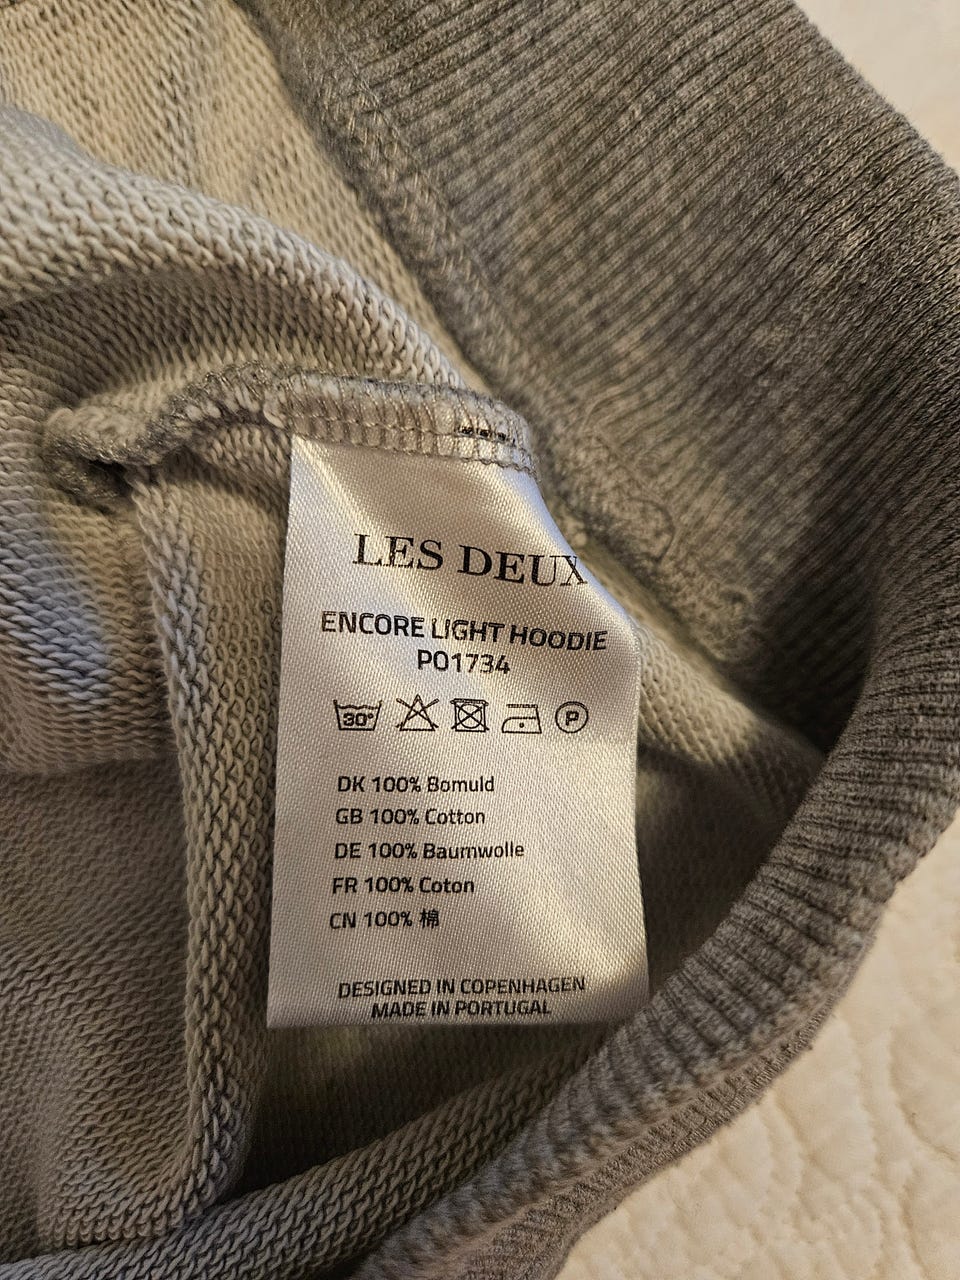 LES DEUX
ENCORE LIGHT HOODIE
PO1734
30° P
DK 100% Bomuld
GB 100% Cotton
DE 100% Baumwolle
FR 100% Coton
CN 100% 棉
DESIGNED IN COPENHAGEN
MADE IN PORTUGAL